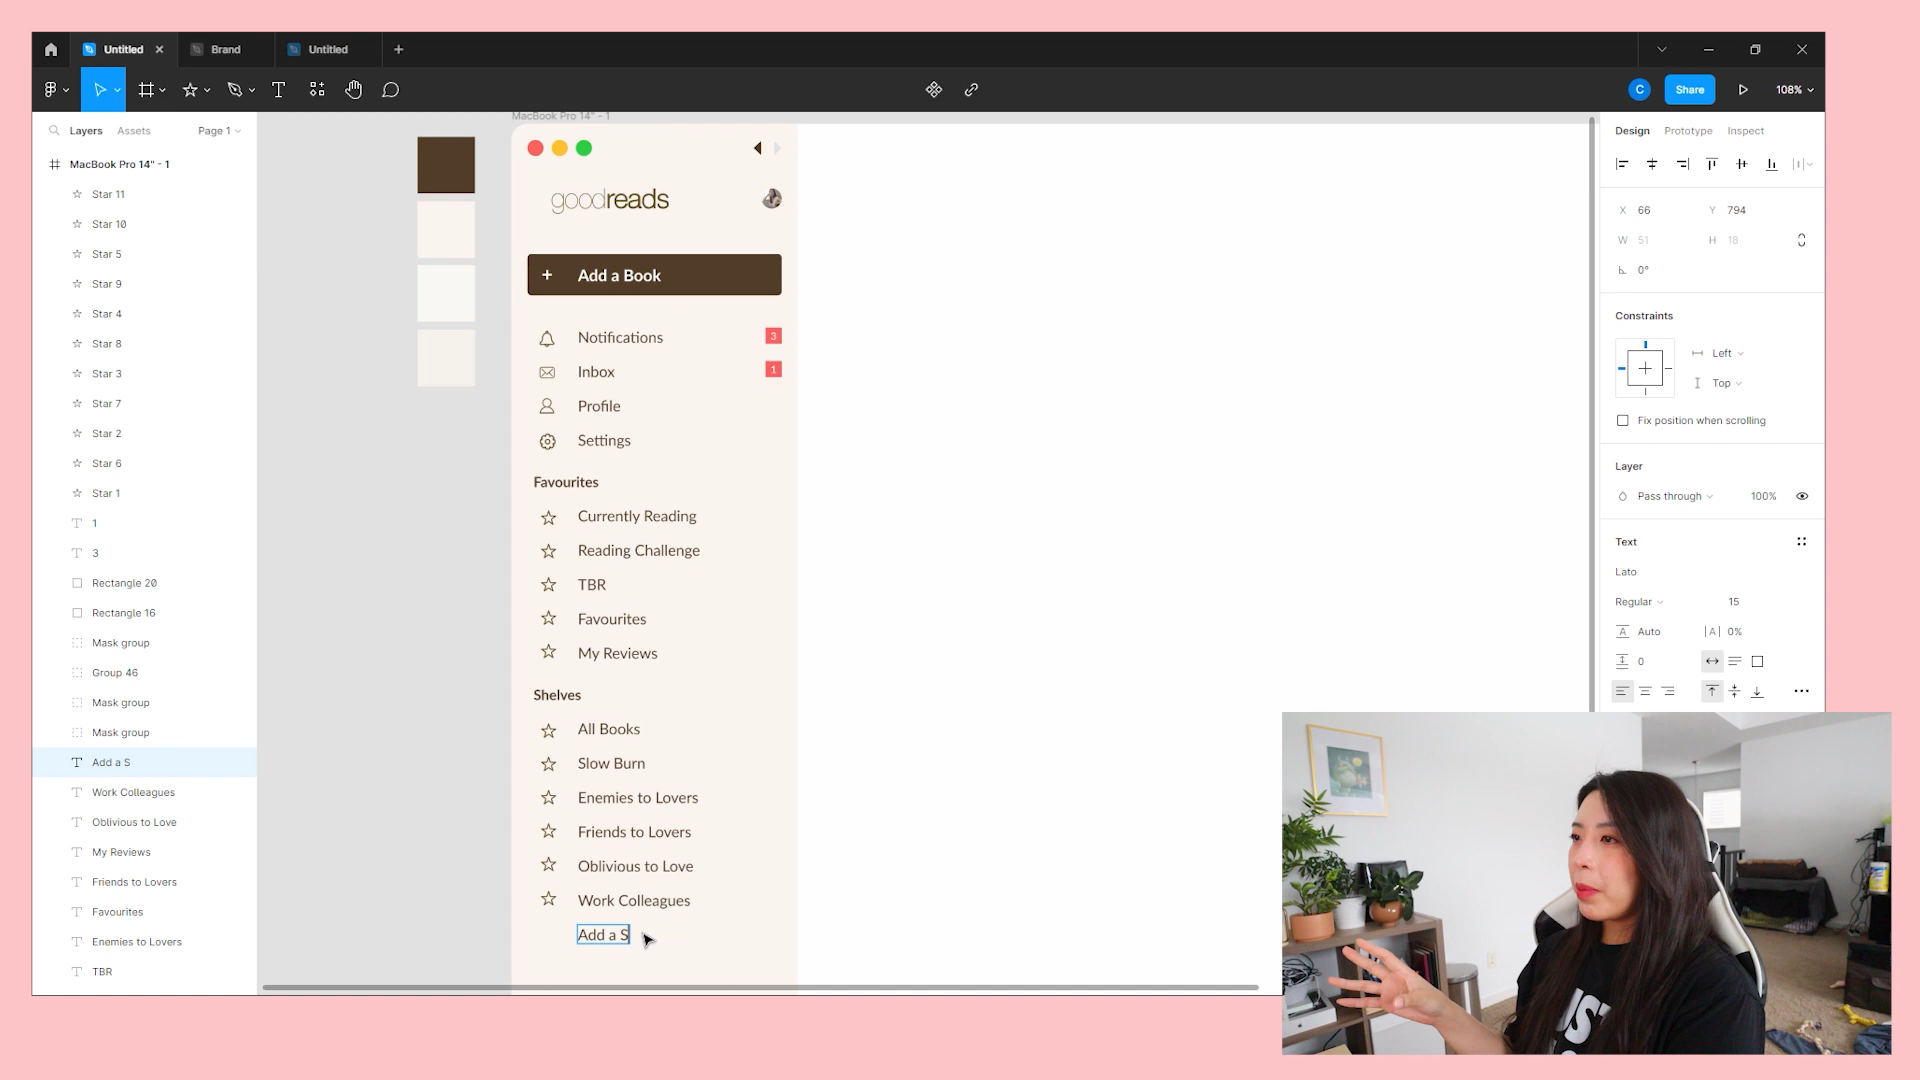 Untitled
Brand
Untitled
C
Share
108%
Layers
Assets
Page 1
MacBook Pro 14" - 1
Star 11
Star 10
Star 5
Star 9
Star 4
Star 8
Star 3
Star 7
Star 2
Star 6
Star 1
1
3
Rectangle 20
Rectangle 16
Mask group
Group 46
Mask group
Mask group
Add a S
Work Colleagues
Oblivious to Love
My Reviews
Friends to Lovers
Favourites
Enemies to Lovers
TBR
MacBook Pro 14" - 1
goodreads
+ Add a Book
Notifications 3
Inbox 1
Profile
Settings
Favourites
Currently Reading
Reading Challenge
TBR
Favourites
My Reviews
Shelves
All Books
Slow Burn
Enemies to Lovers
Friends to Lovers
Oblivious to Love
Work Colleagues
Add a S
Design
Prototype
Inspect
X 66
Y 794
W 51
H 18
0°
Constraints
Left
Top
Fix position when scrolling
Layer
Pass through
100%
Text
Lato
Regular
15
A Auto
|A| 0%
0